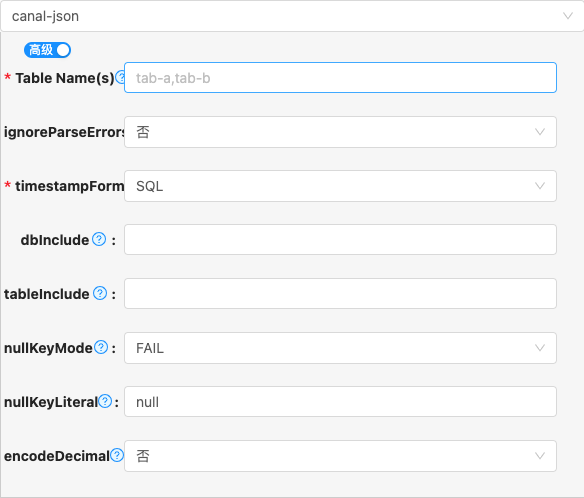 canal-json
高级
* Table Name(s) ? tab-a,tab-b
ignoreParseErrors 否
* timestampForm SQL
dbInclude ? :
tableInclude ? :
nullKeyMode ? : FAIL
nullKeyLiteral ? : null
encodeDecimal ? 否